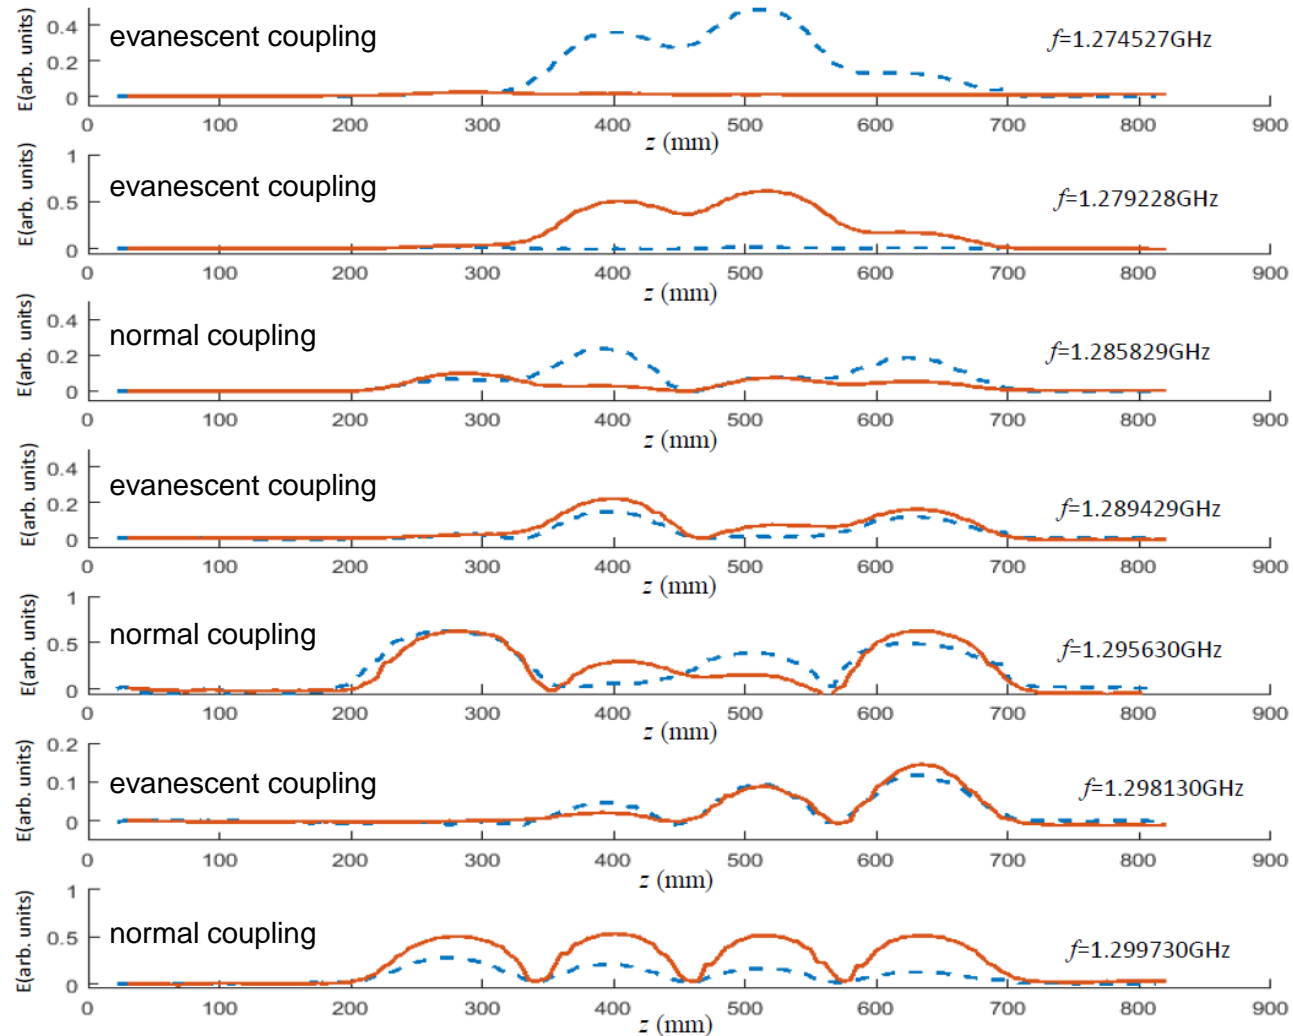 E(arb. units)
0.4
0.2
0
evanescent coupling
f=1.274527GHz
0 100 200 300 400 500 600 700 800 900
z (mm)
E(arb. units)
1
0.5
0
evanescent coupling
f=1.279228GHz
0 100 200 300 400 500 600 700 800 900
z (mm)
E(arb. units)
0.4
0.2
0
normal coupling
f=1.285829GHz
0 100 200 300 400 500 600 700 800 900
z (mm)
E(arb. units)
0.4
0.2
0
evanescent coupling
f=1.289429GHz
0 100 200 300 400 500 600 700 800 900
z (mm)
E(arb. units)
1
0.5
0
normal coupling
f=1.295630GHz
0 100 200 300 400 500 600 700 800 900
z (mm)
E(arb. units)
0.2
0.1
0
evanescent coupling
f=1.298130GHz
0 100 200 300 400 500 600 700 800 900
z (mm)
E(arb. units)
1
0.5
0
normal coupling
f=1.299730GHz
0 100 200 300 400 500 600 700 800 900
z (mm)